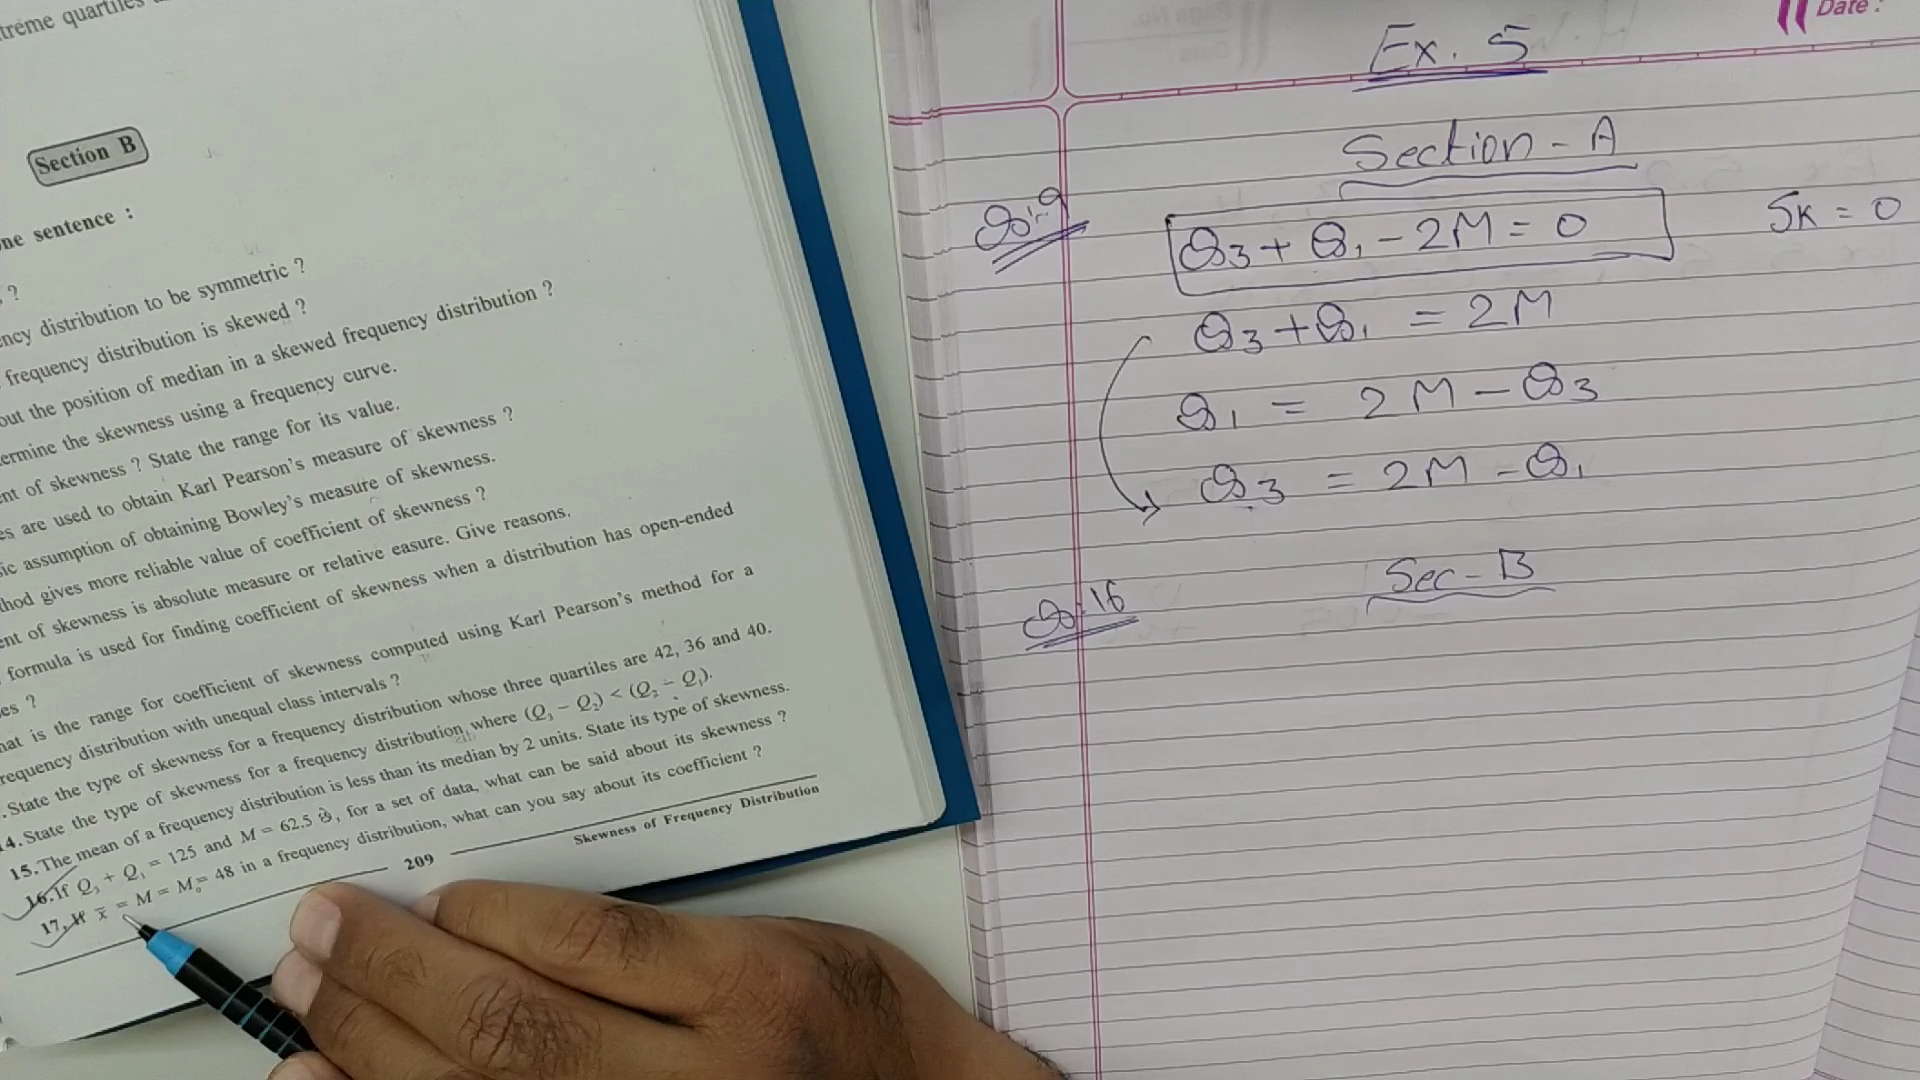 treme quartiles
Section B
ne sentence :
?
ncy distribution to be symmetric ?
frequency distribution is skewed ?
out the position of median in a skewed frequency distribution ?
ermine the skewness using a frequency curve.
ent of skewness ? State the range for its value.
es are used to obtain Karl Pearson's measure of skewness ?
ic assumption of obtaining Bowley's measure of skewness.
thod gives more reliable value of coefficient of skewness ?
ent of skewness is absolute measure or relative easure. Give reasons.
formula is used for finding coefficient of skewness when a distribution has open-ended
es ?
hat is the range for coefficient of skewness computed using Karl Pearson's method for a
requency distribution with unequal class intervals ?
. State the type of skewness for a frequency distribution whose three quartiles are 42, 36 and 40.
14. State the type of skewness for a frequency distribution where (Q₃ − Q₂) < (Q₂ − Q₁).
15. The mean of a frequency distribution is less than its median by 2 units. State its type of skewness.
16. If Q₃ + Q₁ = 125 and M = 62.5 , for a set of data, what can be said about its skewness ?
17. If x̄ = M = Mₒ = 48 in a frequency distribution, what can you say about its coefficient ?
209
Skewness of Frequency Distribution
Date :
Ex. 5
Section - A
Q:-9
Q3 + Q1 - 2M = 0
SK = 0
Q3 + Q1 = 2M
Q1 = 2M - Q3
Q3 = 2M - Q1
Sec - B
Q:16